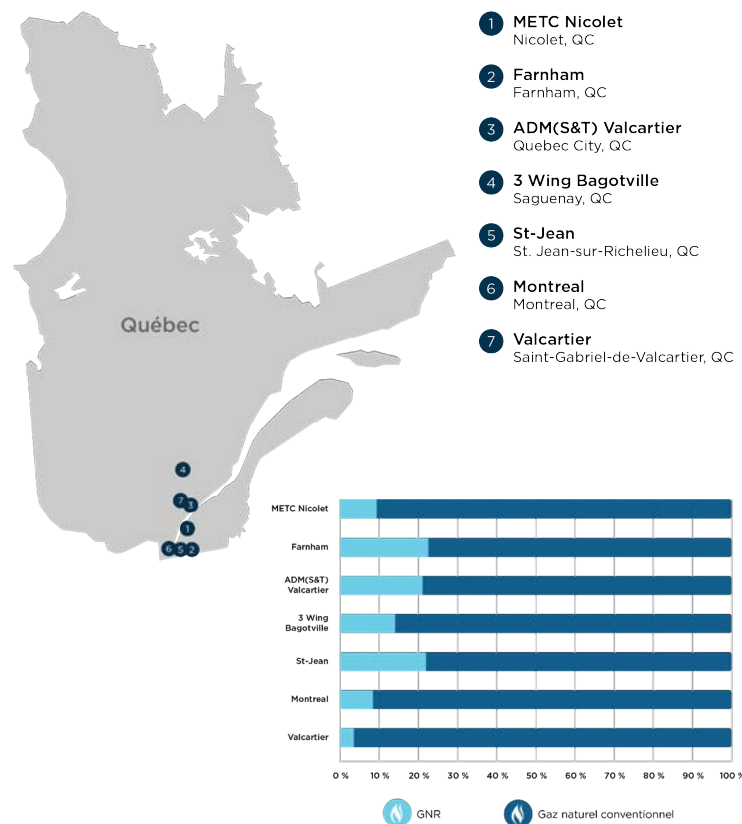 1 METC Nicolet
Nicolet, QC
2 Farnham
Farnham, QC
3 ADM(S&T) Valcartier
Quebec City, QC
4 3 Wing Bagotville
Saguenay, QC
5 St-Jean
St. Jean-sur-Richelieu, QC
6 Montreal
Montreal, QC
7 Valcartier
Saint-Gabriel-de-Valcartier, QC
Québec
4
7
3
1
6 5 2
METC Nicolet
Farnham
ADM(S&T)
Valcartier
3 Wing
Bagotville
St-Jean
Montreal
Valcartier
0 % 10 % 20 % 30 % 40 % 50 % 60 % 70 % 80 % 90 % 100 %
GNR Gaz naturel conventionnel